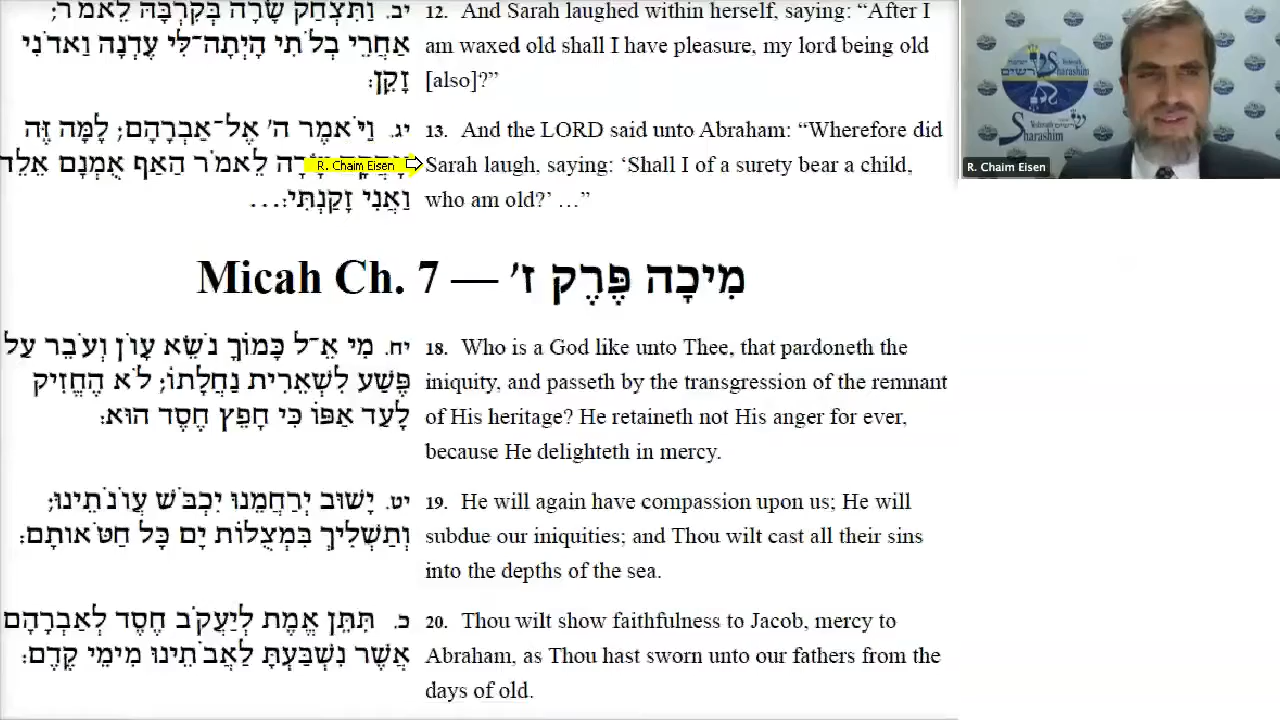 יב. וַתִּצְחַק שָׂרָה בְּקִרְבָּהּ לֵאמֹר;
אַחֲרֵי בְלֹתִי הָיְתָה־לִּי עֶדְנָה וַאדֹנִי
זָקֵן:
12. And Sarah laughed within herself, saying: “After I
am waxed old shall I have pleasure, my lord being old
[also]?”
יג. וַיֹּאמֶר ה' אֶל־אַבְרָהָם; לָמָּה זֶּה
לֵאמֹר הַאַף אֻמְנָם אֵלֵד
וַאֲנִי זָקַנְתִּי:...
13. And the LORD said unto Abraham: “Wherefore did
Sarah laugh, saying: ‘Shall I of a surety bear a child,
who am old?’ …”
R. Chaim Eisen
Micah Ch. 7 — מִיכָה פֶּרֶק ז'
יח. מִי אֵ־ל כָּמוֹךָ נֹשֵׂא עָוֹן וְעֹבֵר עַל
פֶּשַׁע לִשְׁאֵרִית נַחֲלָתוֹ; לֹא הֶחֱזִיק
לָעַד אַפּוֹ כִּי חָפֵץ חֶסֶד הוּא:
18. Who is a God like unto Thee, that pardoneth the
iniquity, and passeth by the transgression of the remnant
of His heritage? He retaineth not His anger for ever,
because He delighteth in mercy.
יט. יָשׁוּב יְרַחֲמֵנוּ יִכְבֹּשׁ עֲוֹנֹתֵינוּ;
וְתַשְׁלִיךְ בִּמְצֻלוֹת יָם כָּל חַטֹּאותָם:
19. He will again have compassion upon us; He will
subdue our iniquities; and Thou wilt cast all their sins
into the depths of the sea.
כ. תִּתֵּן אֱמֶת לְיַעֲקֹב חֶסֶד לְאַבְרָהָם
אֲשֶׁר נִשְׁבַּעְתָּ לַאֲבֹתֵינוּ מִימֵי קֶדֶם:
20. Thou wilt show faithfulness to Jacob, mercy to
Abraham, as Thou hast sworn unto our fathers from the
days of old.
Yeshivath
Sharashim
שרשים
Sharashim
R. Chaim Eisen